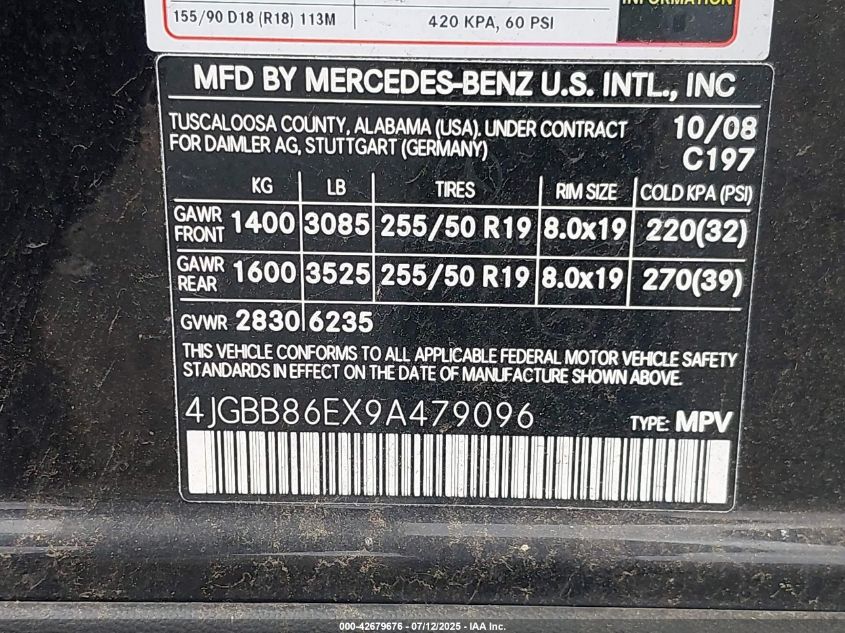 INFORMATION
155/90 D18 (R18) 113M 420 KPA, 60 PSI
MFD BY MERCEDES-BENZ U.S. INTL., INC
TUSCALOOSA COUNTY, ALABAMA (USA). UNDER CONTRACT 10/08
FOR DAIMLER AG, STUTTGART (GERMANY) C197
KG LB TIRES RIM SIZE COLD KPA (PSI)
GAWR FRONT 1400 3085 255/50 R19 8.0x19 220(32)
GAWR REAR 1600 3525 255/50 R19 8.0x19 270(39)
GVWR 2830 6235
THIS VEHICLE CONFORMS TO ALL APPLICABLE FEDERAL MOTOR VEHICLE SAFETY
STANDARDS IN EFFECT ON THE DATE OF MANUFACTURE SHOWN ABOVE.
4JGBB86EX9A479096 TYPE: MPV
000-42679676 - 07/12/2025 - IAA Inc.